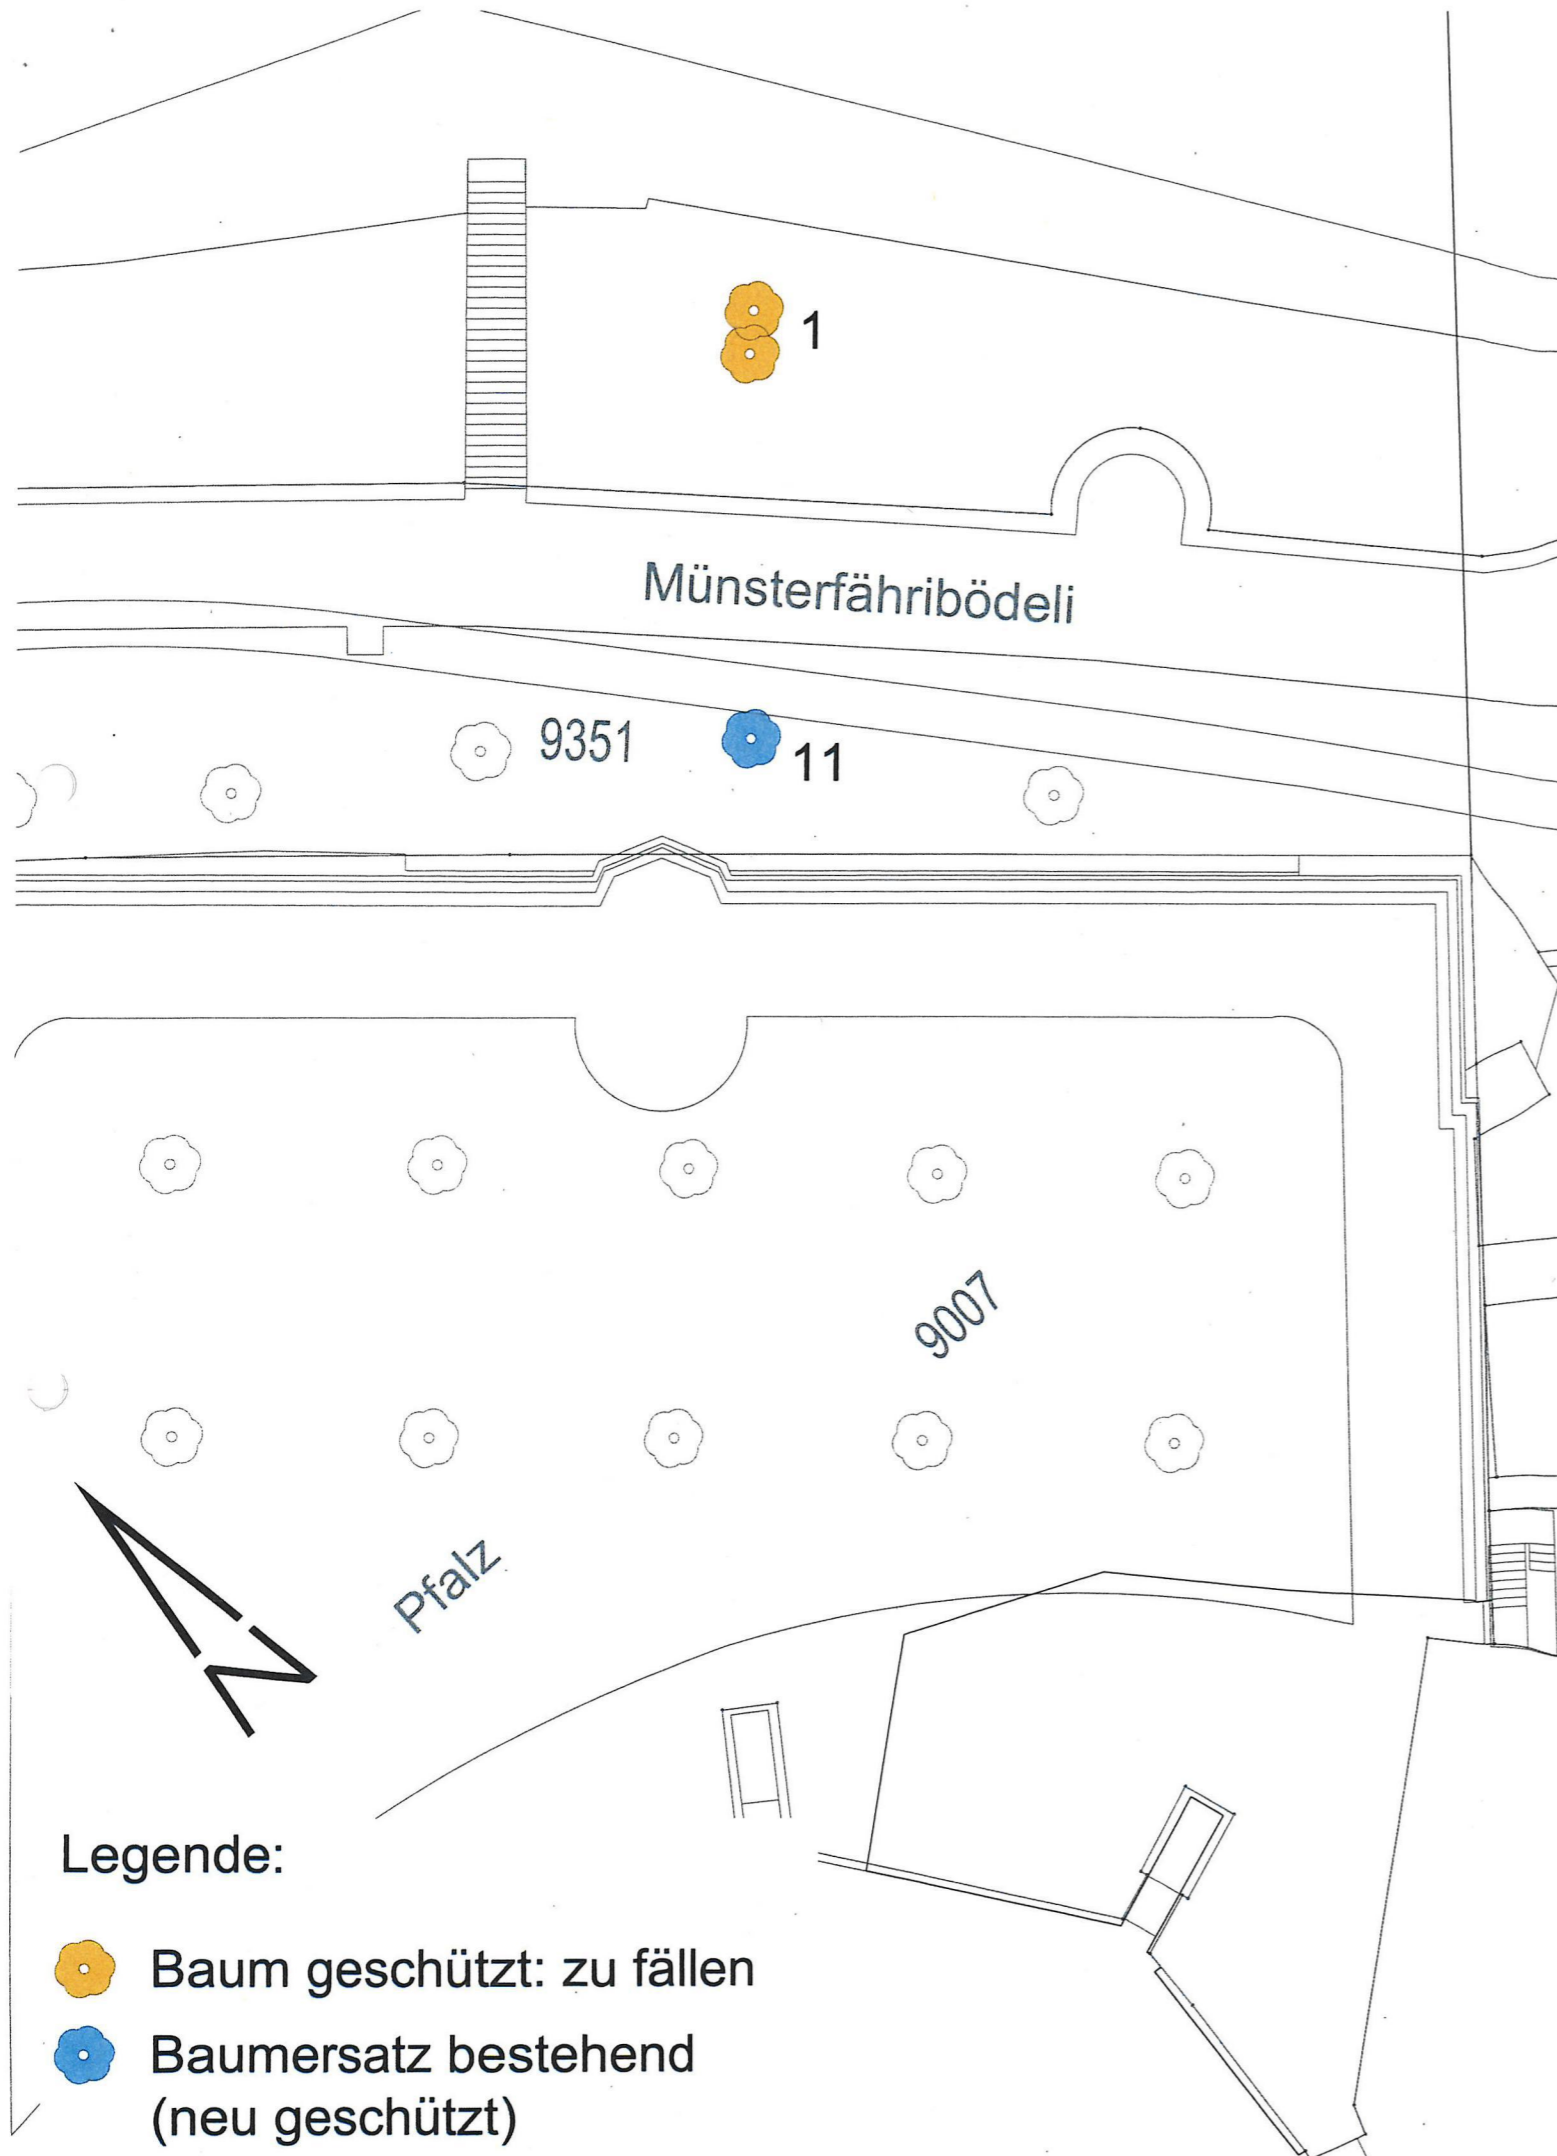 1
Münsterfähribödeli
9351
11
9007
Pfalz
Legende:
Baum geschützt: zu fällen
Baumersatz bestehend
(neu geschützt)